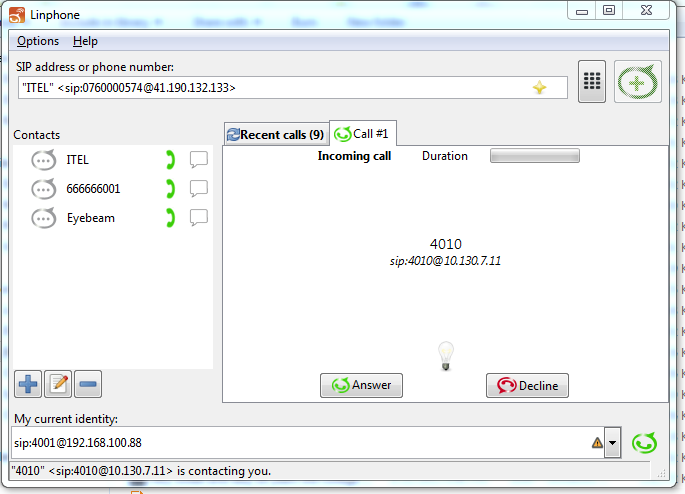 Linphone
Options Help
SIP address or phone number:
"ITEL" <sip:0760000574@41.190.132.133>
Contacts
Recent calls (9) Call #1
Incoming call Duration
ITEL
666666001
Eyebeam
4010
sip:4010@10.130.7.11
Answer Decline
My current identity:
sip:4001@192.168.100.88
"4010" <sip:4010@10.130.7.11> is contacting you.